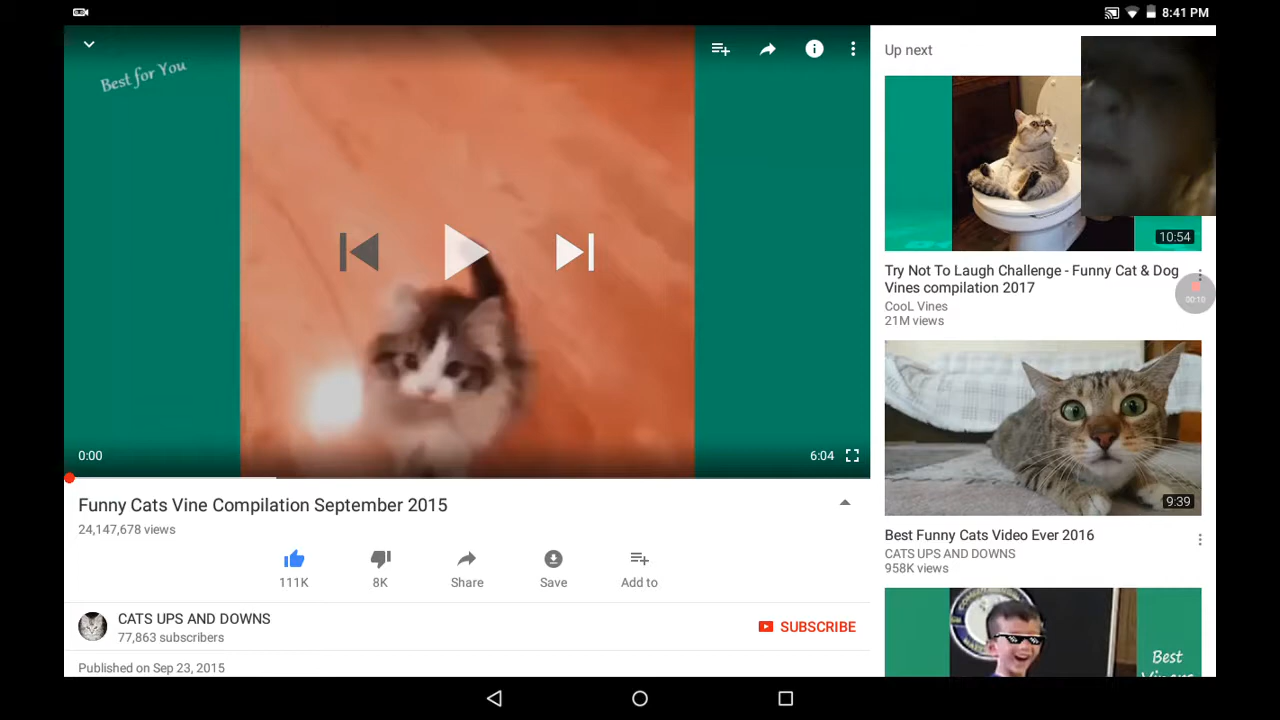 8:41 PM
Best for You
0:00
6:04
Funny Cats Vine Compilation September 2015
24,147,678 views
111K
8K
Share
Save
Add to
CATS UPS AND DOWNS
77,863 subscribers
SUBSCRIBE
Published on Sep 23, 2015
Up next
10:54
Try Not To Laugh Challenge - Funny Cat & Dog
Vines compilation 2017
CooL Vines
21M views
00:10
9:39
Best Funny Cats Video Ever 2016
CATS UPS AND DOWNS
958K views
Best